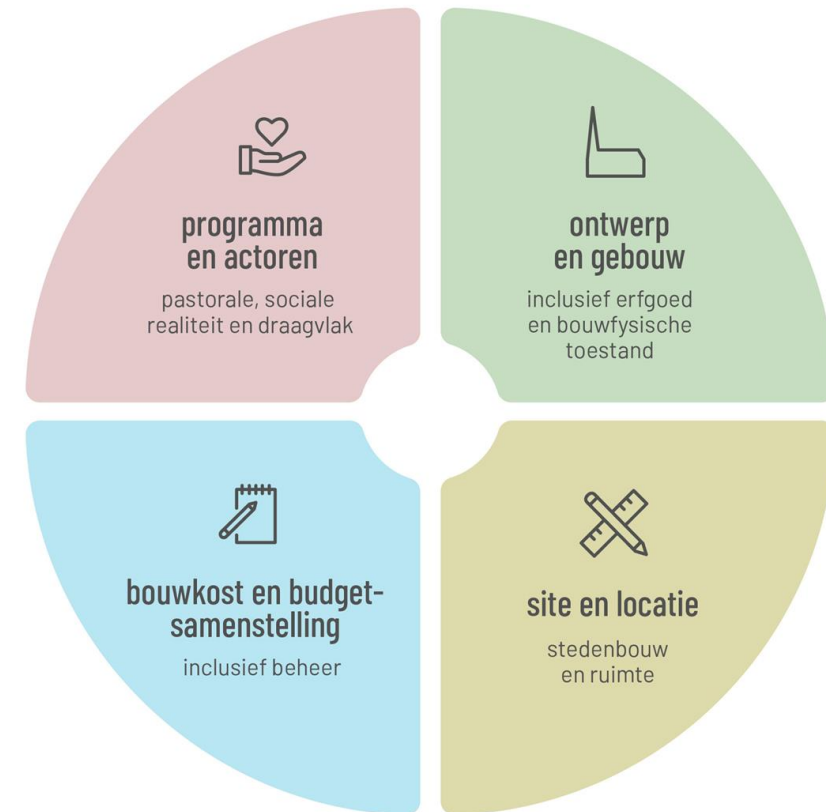 programma
en actoren
pastorale, sociale
realiteit en draagvlak
ontwerp
en gebouw
inclusief erfgoed
en bouwfysische
toestand
bouwkost en budget-
samenstelling
inclusief beheer
site en locatie
stedenbouw
en ruimte